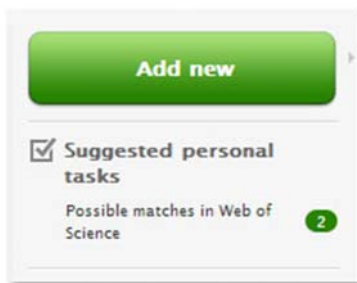 Add new
Suggested personal
tasks
Possible matches in Web of
Science
2